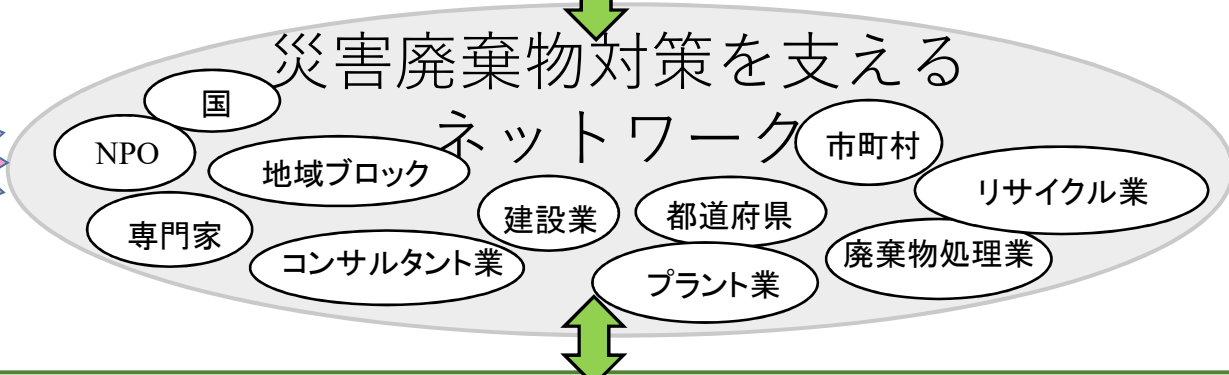 災害廃棄物対策を支える
ネットワーク
国
NPO
地域ブロック
市町村
リサイクル業
専門家
建設業
都道府県
コンサルタント業
廃棄物処理業
プラント業